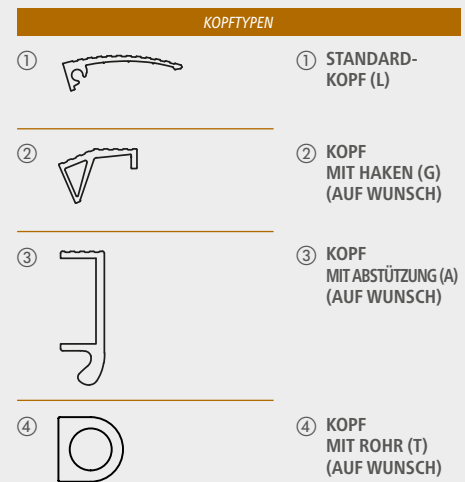 KOPFTYPEN
①
① STANDARD-
KOPF (L)
②
② KOPF
MIT HAKEN (G)
(AUF WUNSCH)
③
③ KOPF
MIT ABSTÜTZUNG (A)
(AUF WUNSCH)
④
④ KOPF
MIT ROHR (T)
(AUF WUNSCH)